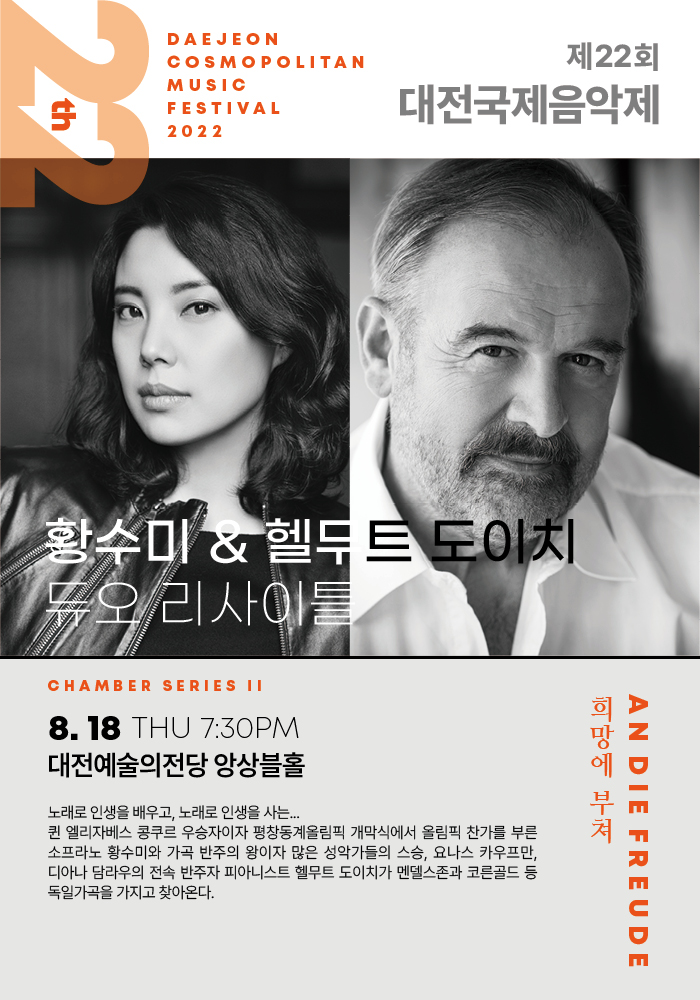 22
th
DAEJEON
COSMOPOLITAN
MUSIC
FESTIVAL
2022
제22회
대전국제음악제
황수미 & 헬무트 도이치
듀오 리사이틀
CHAMBER SERIES II
8. 18 THU 7:30PM
대전예술의전당 앙상블홀
노래로 인생을 배우고, 노래로 인생을 사는...
퀸 엘리자베스 콩쿠르 우승자이자 평창동계올림픽 개막식에서 올림픽 찬가를 부른
소프라노 황수미와 가곡 반주의 왕이자 많은 성악가들의 스승, 요나스 카우프만,
디아나 담라우의 전속 반주자 피아니스트 헬무트 도이치가 멘델스존과 코른골드 등
독일가곡을 가지고 찾아온다.
희망에 부쳐
AN DIE FREUDE